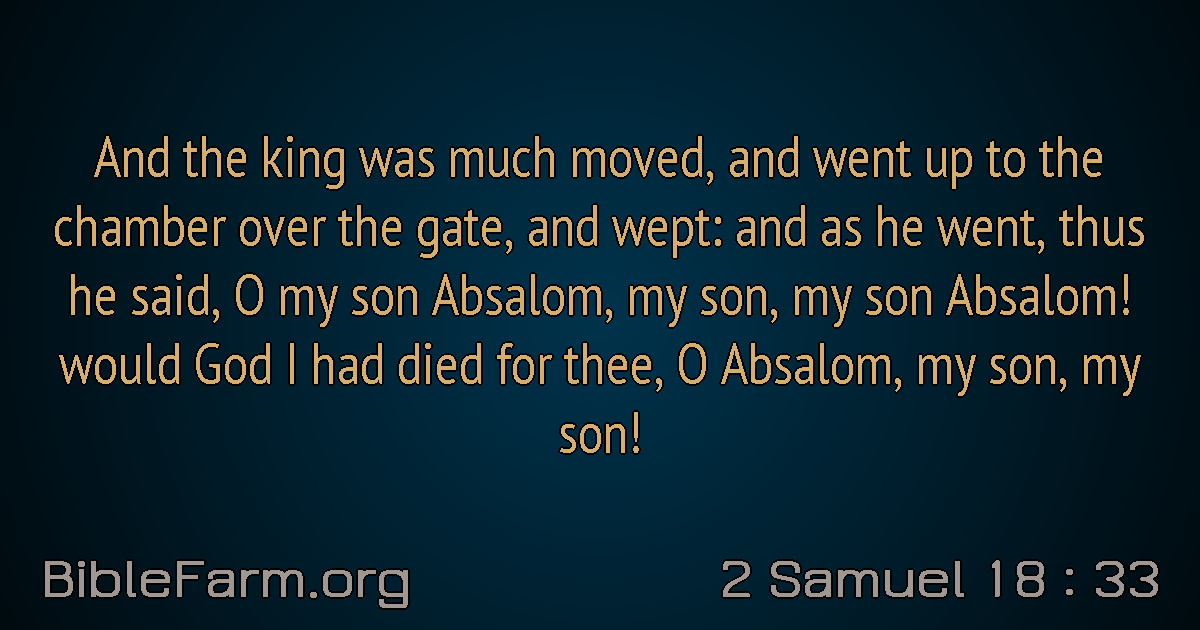 And the king was much moved, and went up to the
chamber over the gate, and wept: and as he went, thus
he said, O my son Absalom, my son, my son Absalom!
would God I had died for thee, O Absalom, my son, my
son!
BibleFarm.org
2 Samuel 18 : 33